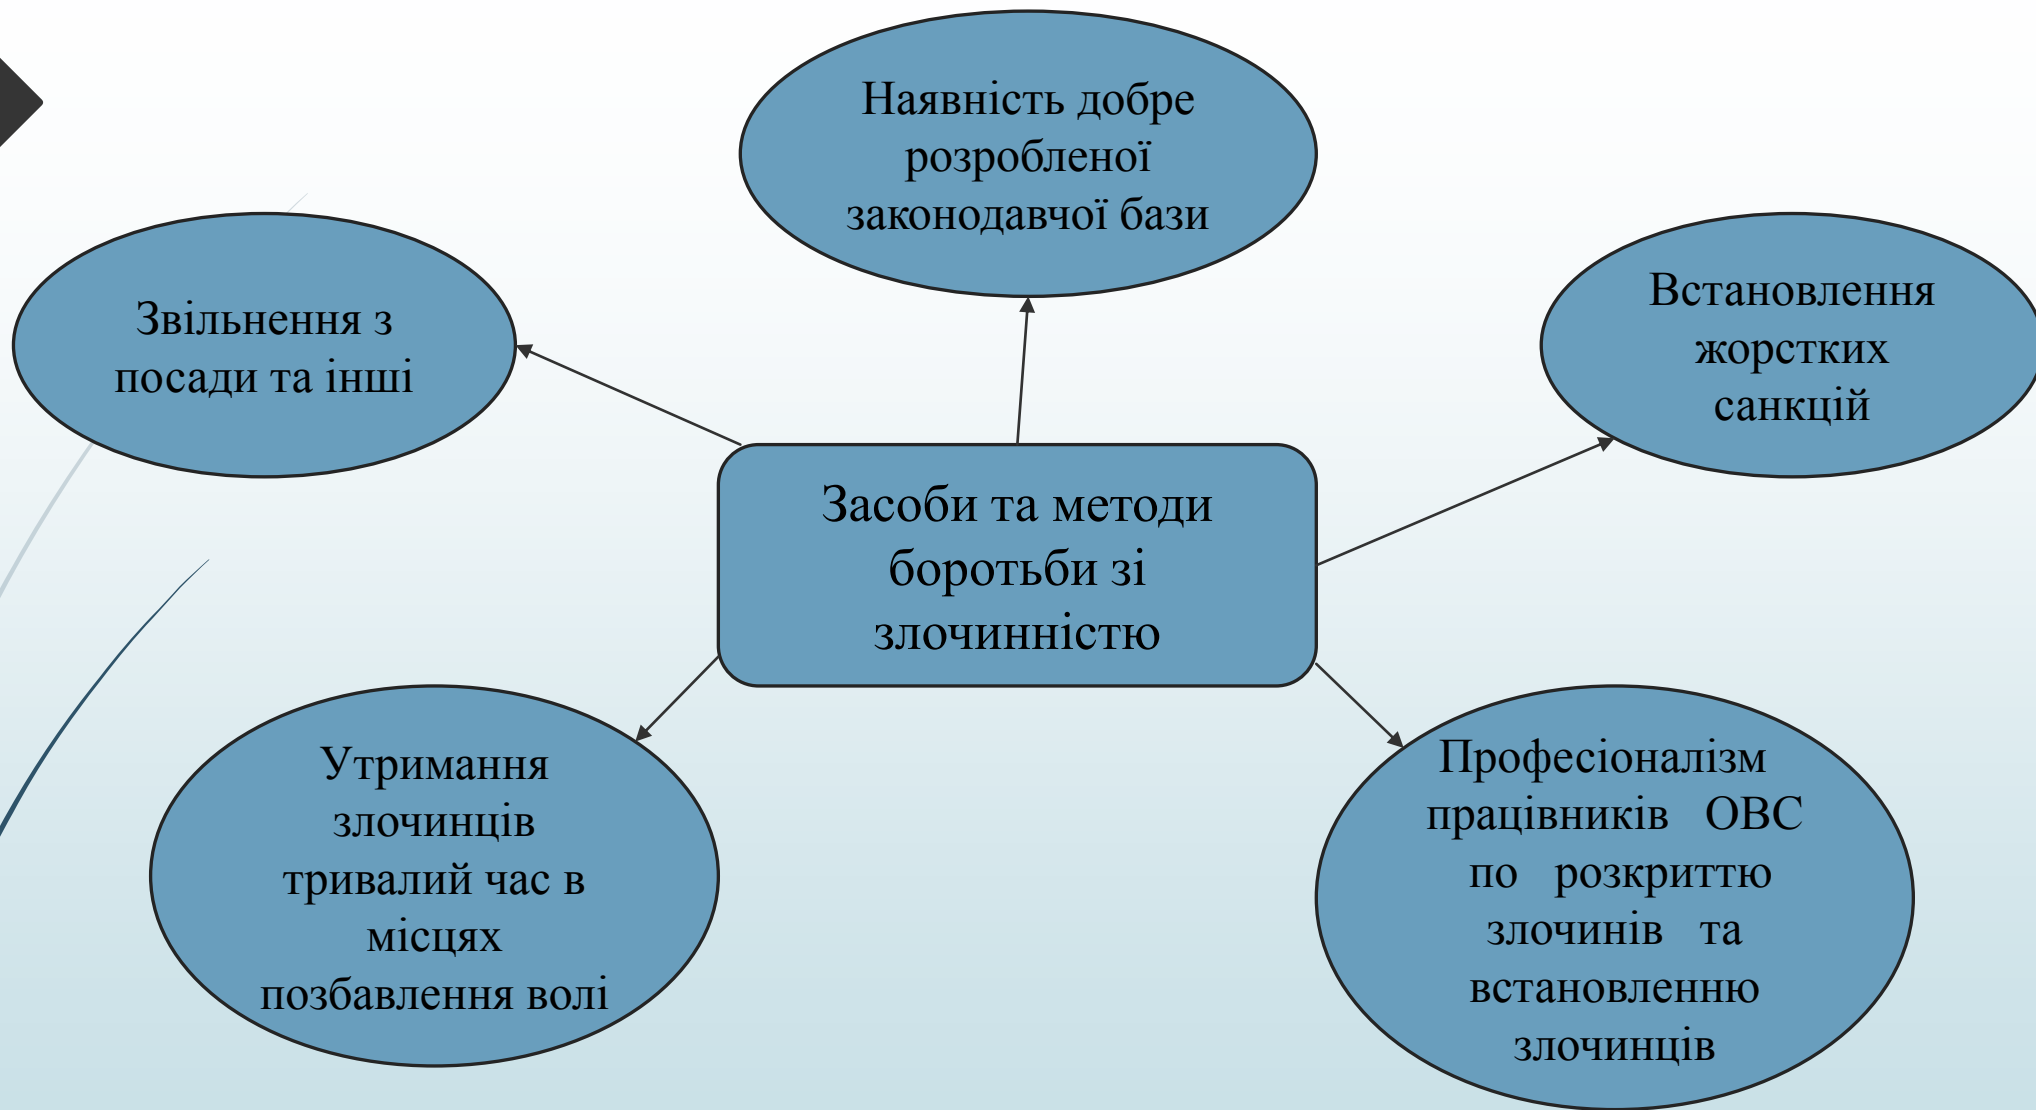 Наявність добре
розробленої
законодавчої бази
Звільнення з
посади та інші
Встановлення
жорстких
санкцій
Засоби та методи
боротьби зі
злочинністю
Утримання
злочинців
тривалий час в
місцях
позбавлення волі
Професіоналізм
працівників ОВС
по розкриттю
злочинів та
встановленню
злочинців